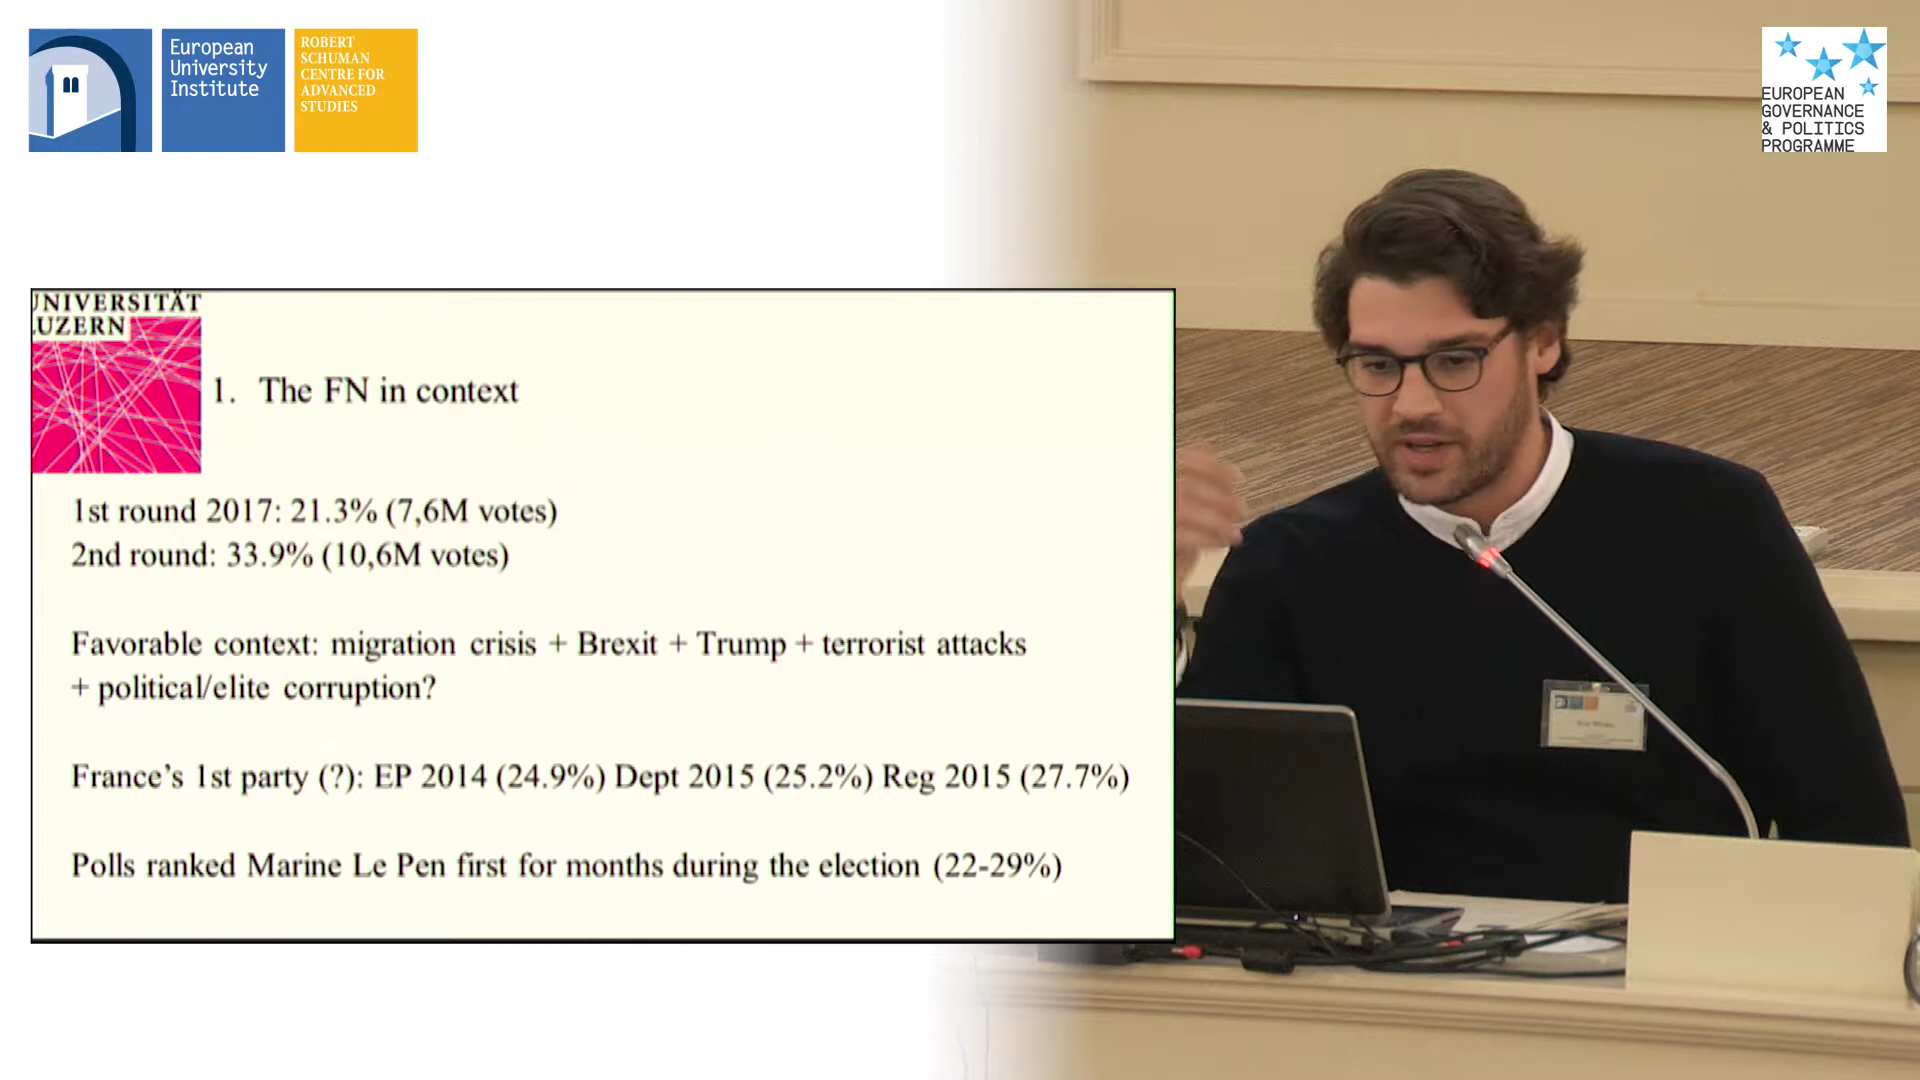 European
University
Institute
ROBERT
SCHUMAN
CENTRE FOR
ADVANCED
STUDIES
EUROPEAN
GOVERNANCE
& POLITICS
PROGRAMME
UNIVERSITÄT
LUZERN
1. The FN in context
1st round 2017: 21.3% (7,6M votes)
2nd round: 33.9% (10,6M votes)
Favorable context: migration crisis + Brexit + Trump + terrorist attacks
+ political/elite corruption?
France’s 1st party (?): EP 2014 (24.9%) Dept 2015 (25.2%) Reg 2015 (27.7%)
Polls ranked Marine Le Pen first for months during the election (22-29%)